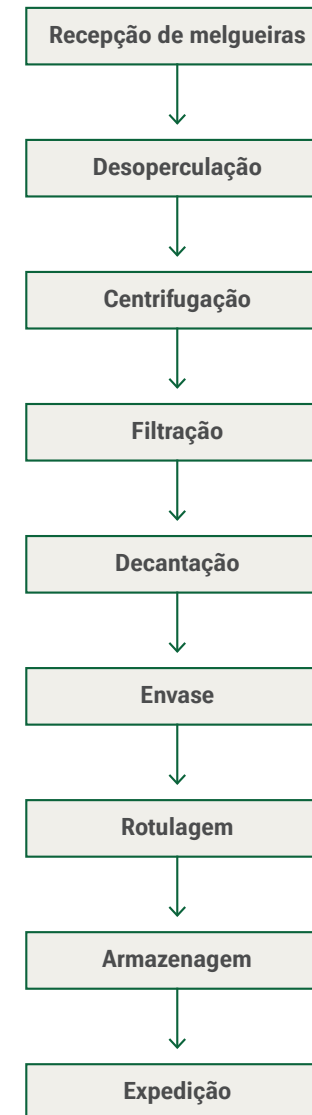 Recepção de melgueiras
Desoperculação
Centrifugação
Filtração
Decantação
Envase
Rotulagem
Armazenagem
Expedição